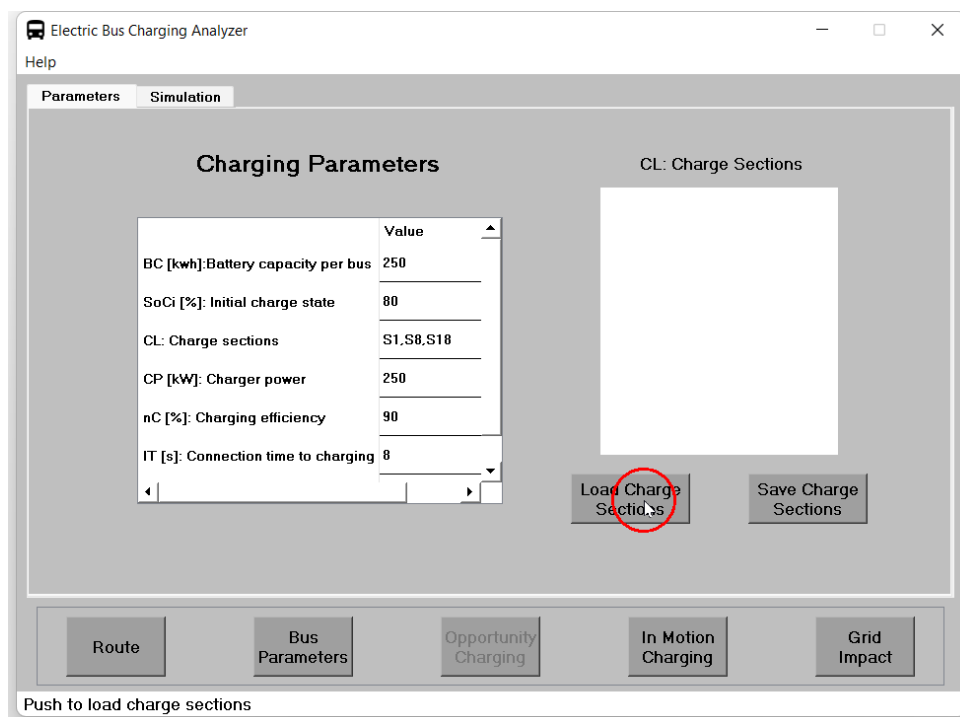 Electric Bus Charging Analyzer
Help
Parameters Simulation
Charging Parameters
CL: Charge Sections
Value
BC [kwh]:Battery capacity per bus 250
SoCi [%]: Initial charge state 80
CL: Charge sections S1,S8,S18
CP [kW]: Charger power 250
nC [%]: Charging efficiency 90
IT [s]: Connection time to charging 8
Load Charge
Sections
Save Charge
Sections
Route
Bus
Parameters
Opportunity
Charging
In Motion
Charging
Grid
Impact
Push to load charge sections